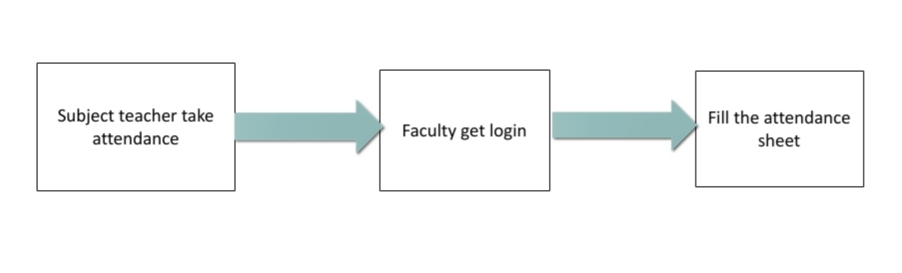 Subject teacher take
attendance
Faculty get login
Fill the attendance
sheet